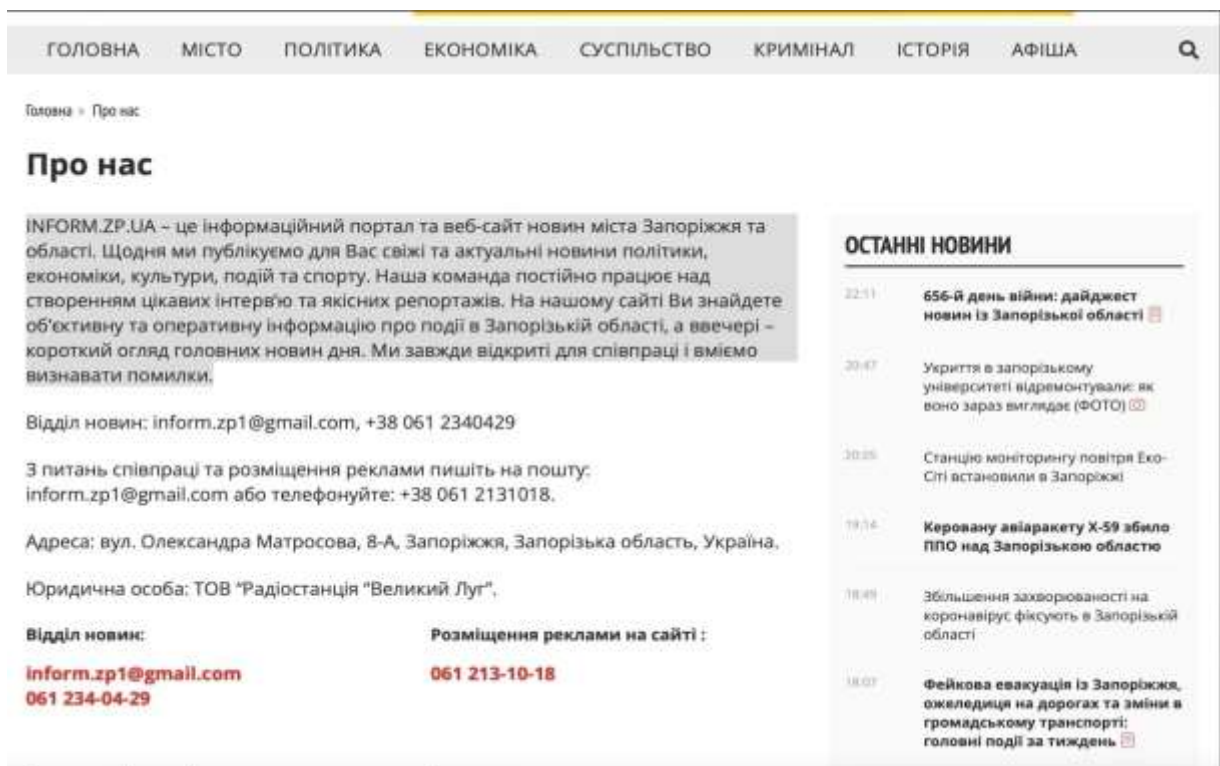 ГОЛОВНА МІСТО ПОЛІТИКА ЕКОНОМІКА СУСПІЛЬСТВО КРИМІНАЛ ІСТОРІЯ АФІША
Головна » Про нас
Про нас
INFORM.ZP.UA – це інформаційний портал та веб-сайт новин міста Запоріжжя та
області. Щодня ми публікуємо для Вас свіжі та актуальні новини політики,
економіки, культури, подій та спорту. Наша команда постійно працює над
створенням цікавих інтерв'ю та якісних репортажів. На нашому сайті Ви знайдете
об'єктивну та оперативну інформацію про події в Запорізькій області, а ввечері –
короткий огляд головних новин дня. Ми завжди відкриті для співпраці і вміємо
визнавати помилки.
Відділ новин: inform.zp1@gmail.com, +38 061 2340429
З питань співпраці та розміщення реклами пишіть на пошту:
inform.zp1@gmail.com або телефонуйте: +38 061 2131018.
Адреса: вул. Олександра Матросова, 8-А, Запоріжжя, Запорізька область, Україна.
Юридична особа: ТОВ "Радіостанція "Великий Луг".
Відділ новин:
inform.zp1@gmail.com
061 234-04-29
Розміщення реклами на сайті :
061 213-10-18
ОСТАННІ НОВИНИ
22:11
656-й день війни: дайджест
новин із Запорізької області
20:47
Укриття в запорізькому
університеті відремонтували: як
воно зараз виглядає (ФОТО)
20:05
Станцію моніторингу повітря Еко-
Сіті встановили в Запоріжжі
19:14
Керовану авіаракету Х-59 збило
ППО над Запорізькою областю
18:49
Збільшення захворюваності на
коронавірус фіксують в Запорізькій
області
18:07
Фейкова евакуація із Запоріжжя,
ожеледиця на дорогах та зміни в
громадському транспорті:
головні події за тиждень